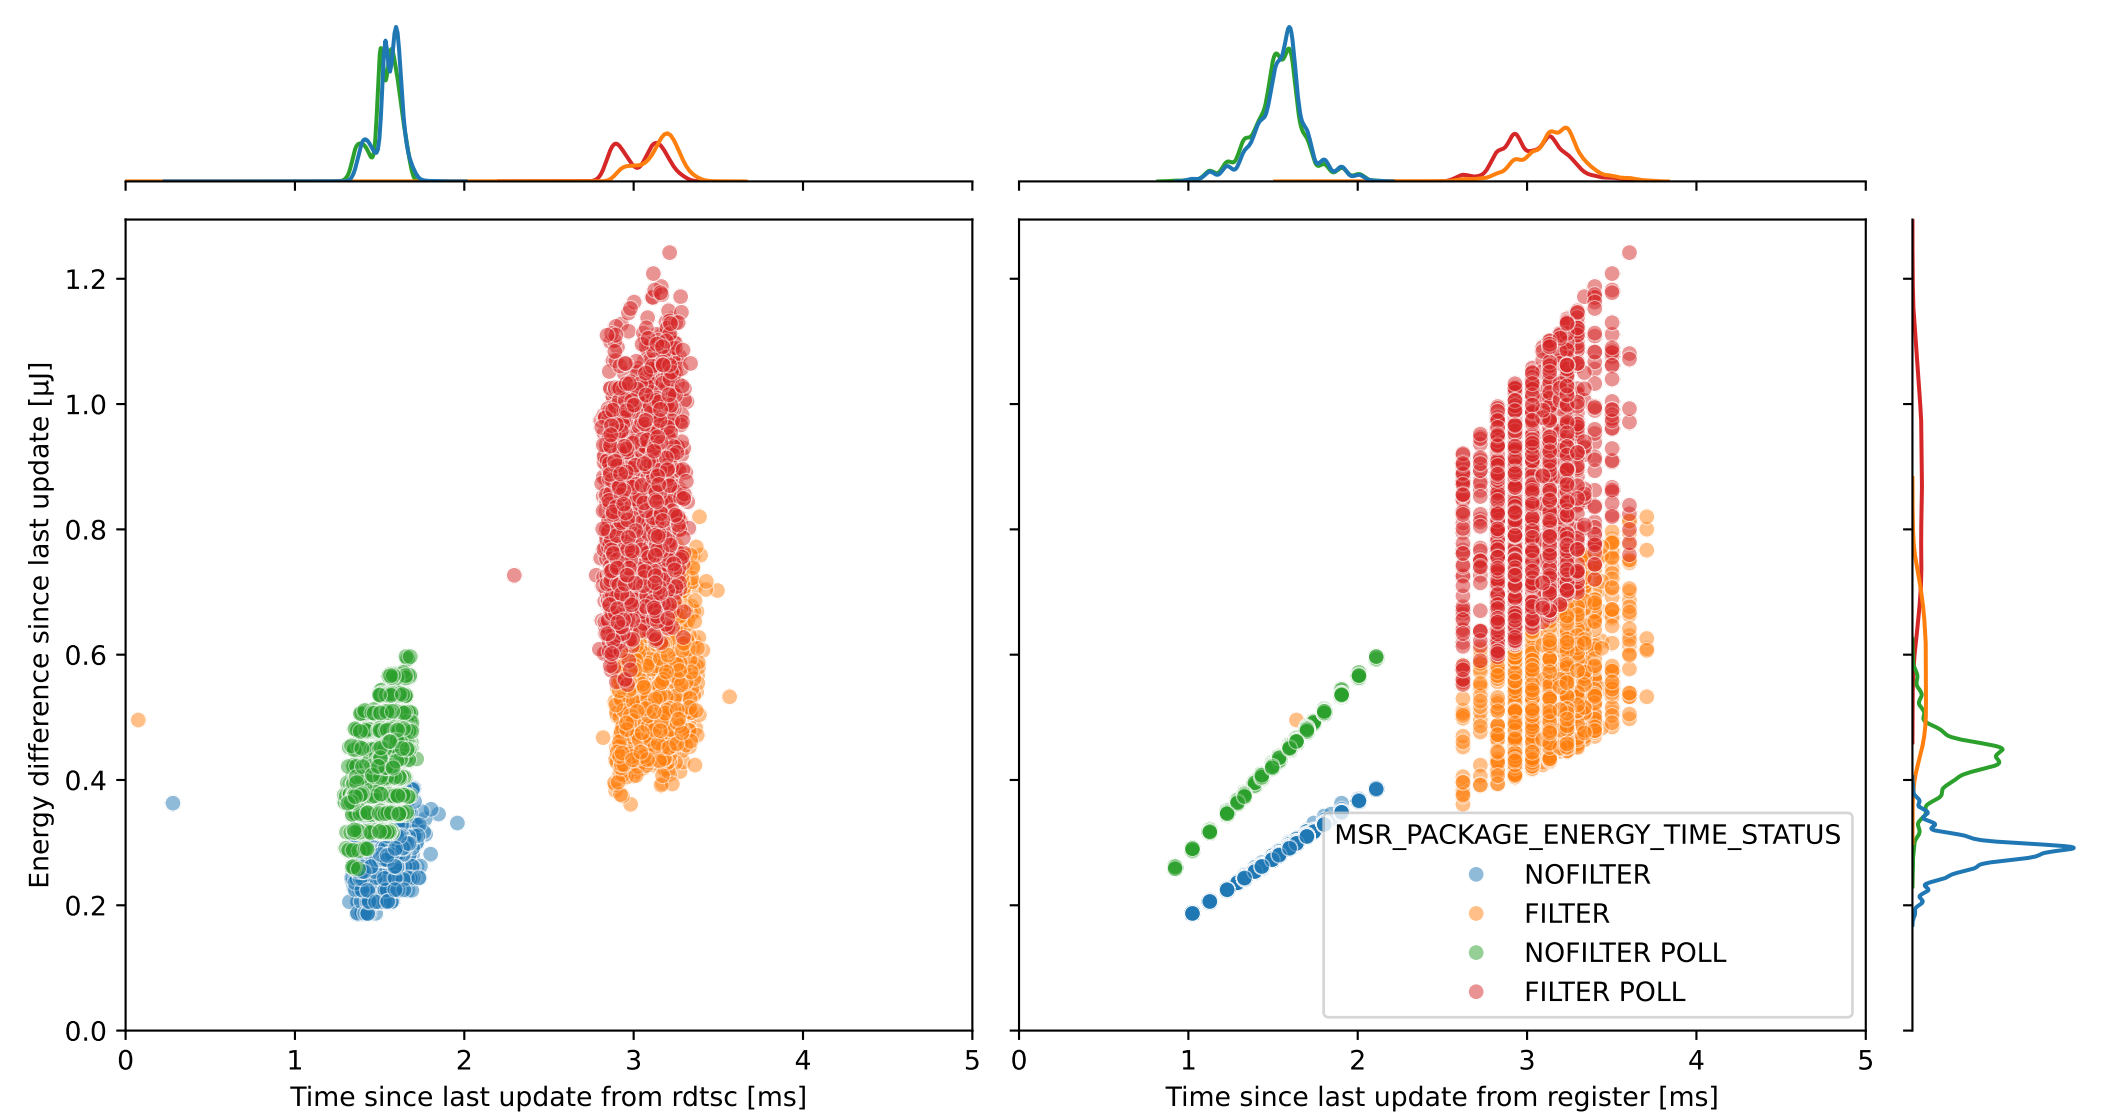 Energy difference since last update [µJ]
1.2
1.0
0.8
0.6
0.4
0.2
0.0
0 1 2 3 4 5
Time since last update from rdtsc [ms]
MSR_PACKAGE_ENERGY_TIME_STATUS
NOFILTER
FILTER
NOFILTER POLL
FILTER POLL
0 1 2 3 4 5
Time since last update from register [ms]